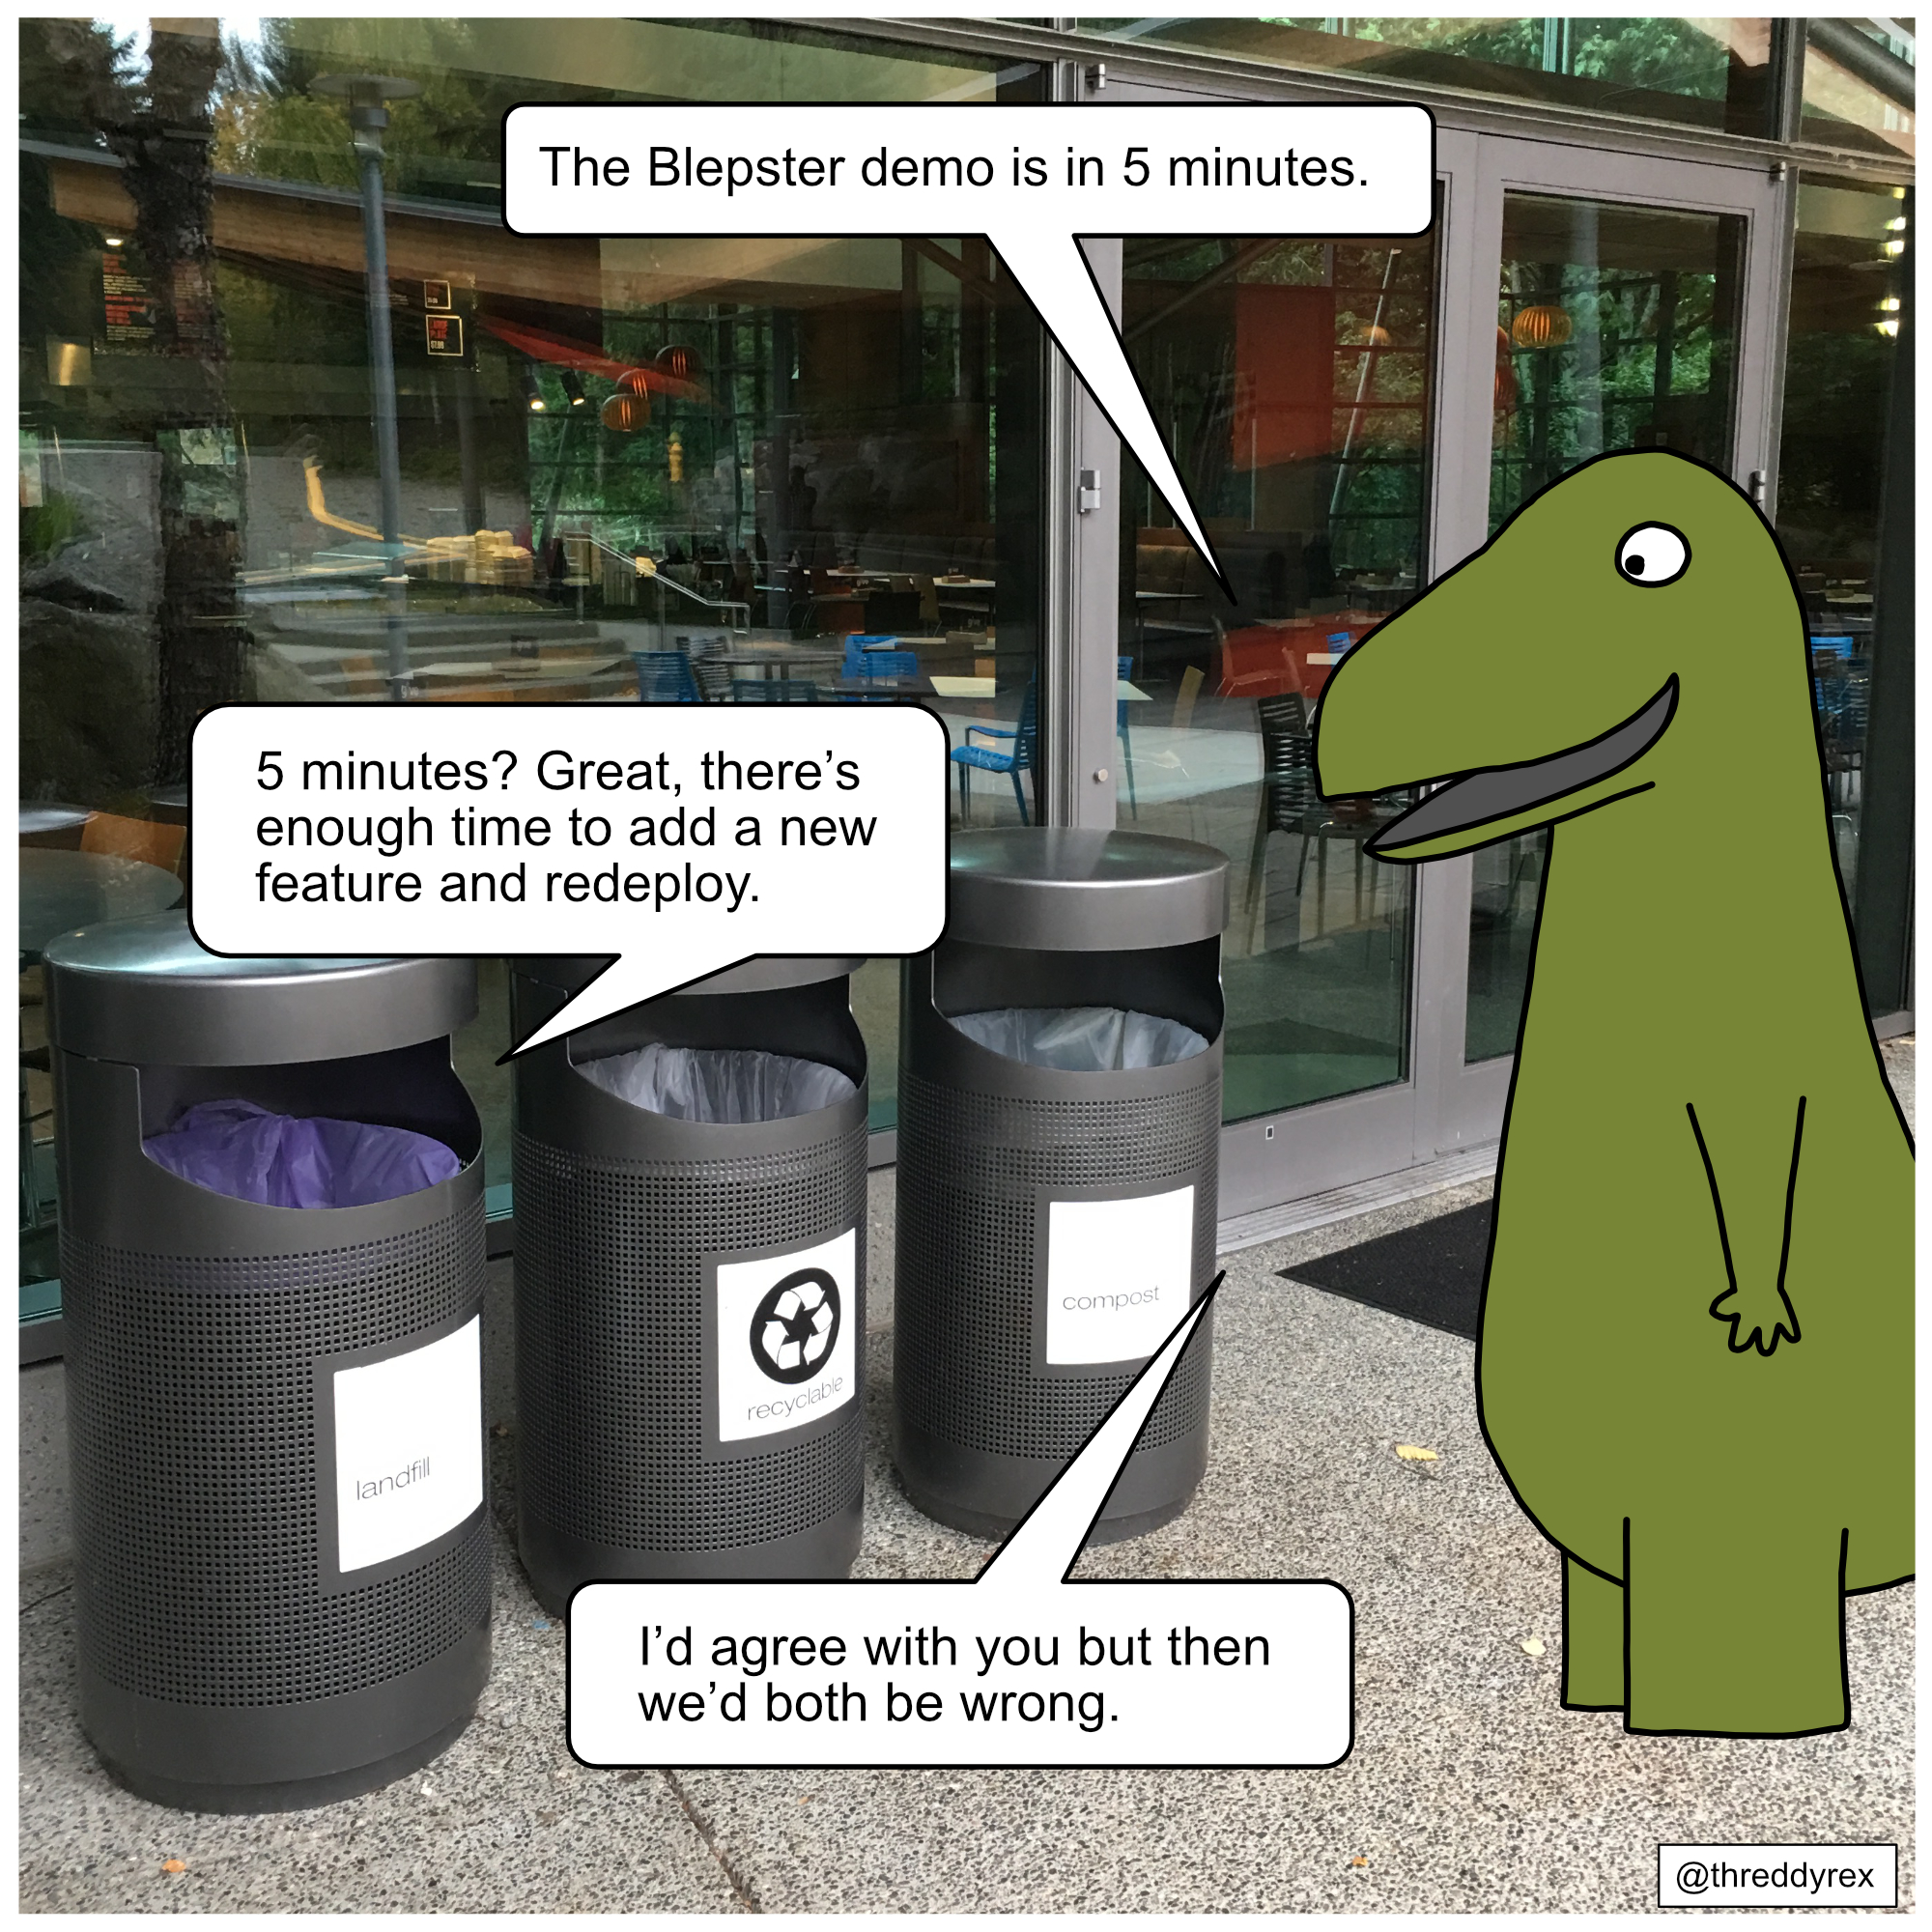 The Blepster demo is in 5 minutes.
5 minutes? Great, there’s
enough time to add a new
feature and redeploy.
compost
recyclable
landfill
I’d agree with you but then
we’d both be wrong.
@threddyrex